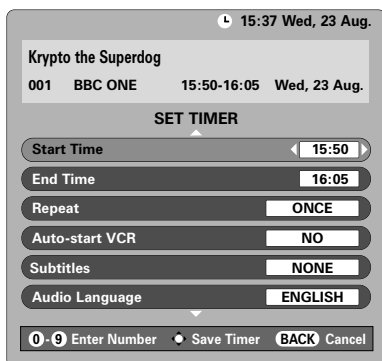 15:37 Wed, 23 Aug.
Krypto the Superdog
001 BBC ONE 15:50-16:05 Wed, 23 Aug.
SET TIMER
Start Time 15:50
End Time 16:05
Repeat ONCE
Auto-start VCR NO
Subtitles NONE
Audio Language ENGLISH
0-9 Enter Number Save Timer BACK Cancel